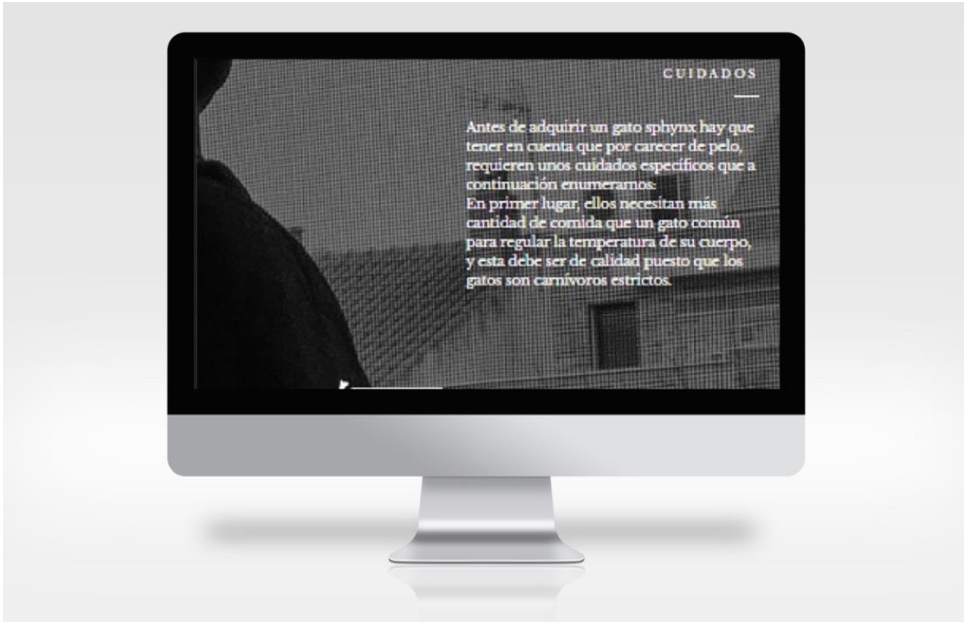 CUIDADOS
Antes de adquirir un gato sphynx hay que
tener en cuenta que por carecer de pelo,
requieren unos cuidados específicos que a
continuación enumeramos:
En primer lugar, ellos necesitan más
cantidad de comida que un gato común
para regular la temperatura de su cuerpo,
y esta debe ser de calidad puesto que los
gatos son carnívoros estrictos.